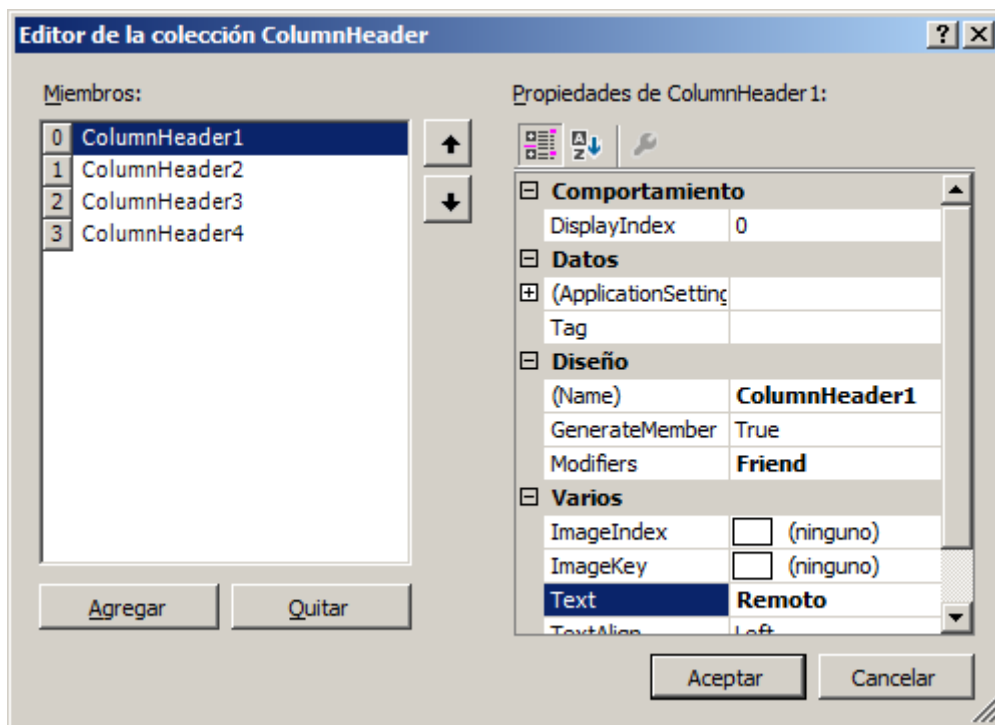 Editor de la colección ColumnHeader
Miembros:
0 ColumnHeader1
1 ColumnHeader2
2 ColumnHeader3
3 ColumnHeader4
Agregar Quitar
Propiedades de ColumnHeader1:
Comportamiento
DisplayIndex 0
Datos
(ApplicationSetting
Tag
Diseño
(Name) ColumnHeader1
GenerateMember True
Modifiers Friend
Varios
ImageIndex (ninguno)
ImageKey (ninguno)
Text Remoto
TextAlign Left
Aceptar Cancelar